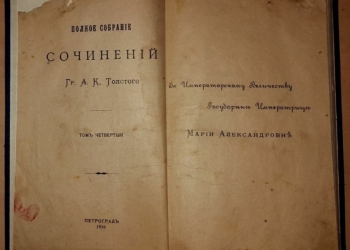 ПОЛНОЕ СОБРАНІЕ
СОЧИНЕНІЙ
ГР. А. К. ТОЛСТОГО
ТОМЪ ЧЕТВЕРТЫЙ
ПЕТРОГРАДЪ
Ея Императорскому Величеству
Государынѣ Императрицѣ
МАРІИ АЛЕКСАНДРОВНѢ.